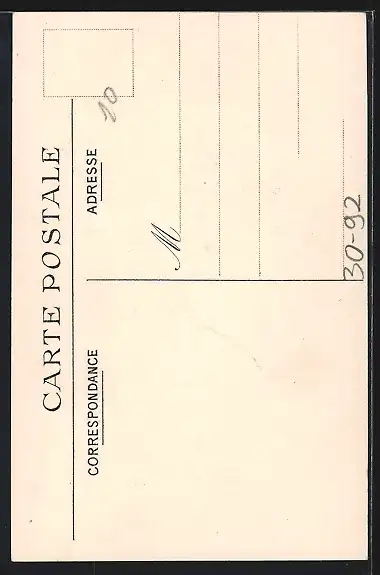 CARTE POSTALE
CORRESPONDANCE
ADRESSE
10
M
30-92